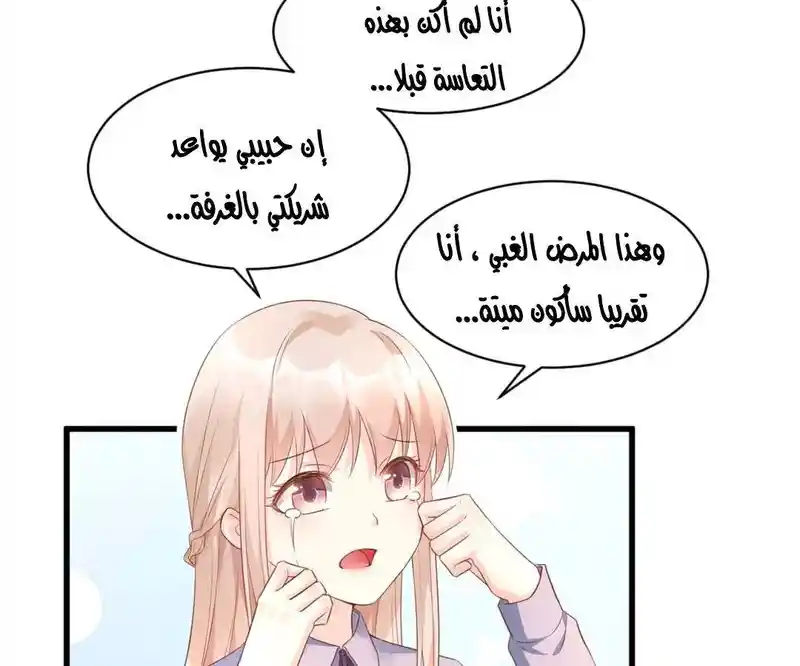 أنا لم أكن بهذه
التعاسة قبلا...
إن حبيبي يواعد
شريكتي بالغرفة...
وهذا المرض الغبي ، أنا
تقريبا سأكون ميتة...